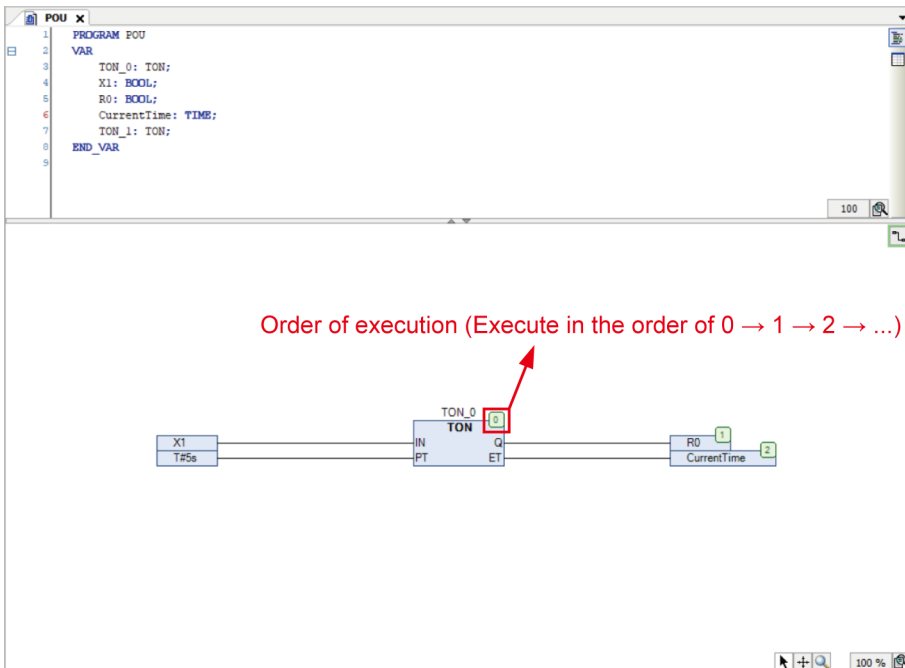 POU
1 PROGRAM POU
2 VAR
3 TON_0: TON;
4 X1: BOOL;
5 R0: BOOL;
6 CurrentTime: TIME;
7 TON_1: TON;
8 END_VAR
9
100
Order of execution (Execute in the order of 0 → 1 → 2 → ...)
TON_0
0
TON
X1 IN Q R0 1
T#5s PT ET CurrentTime 2
100 %